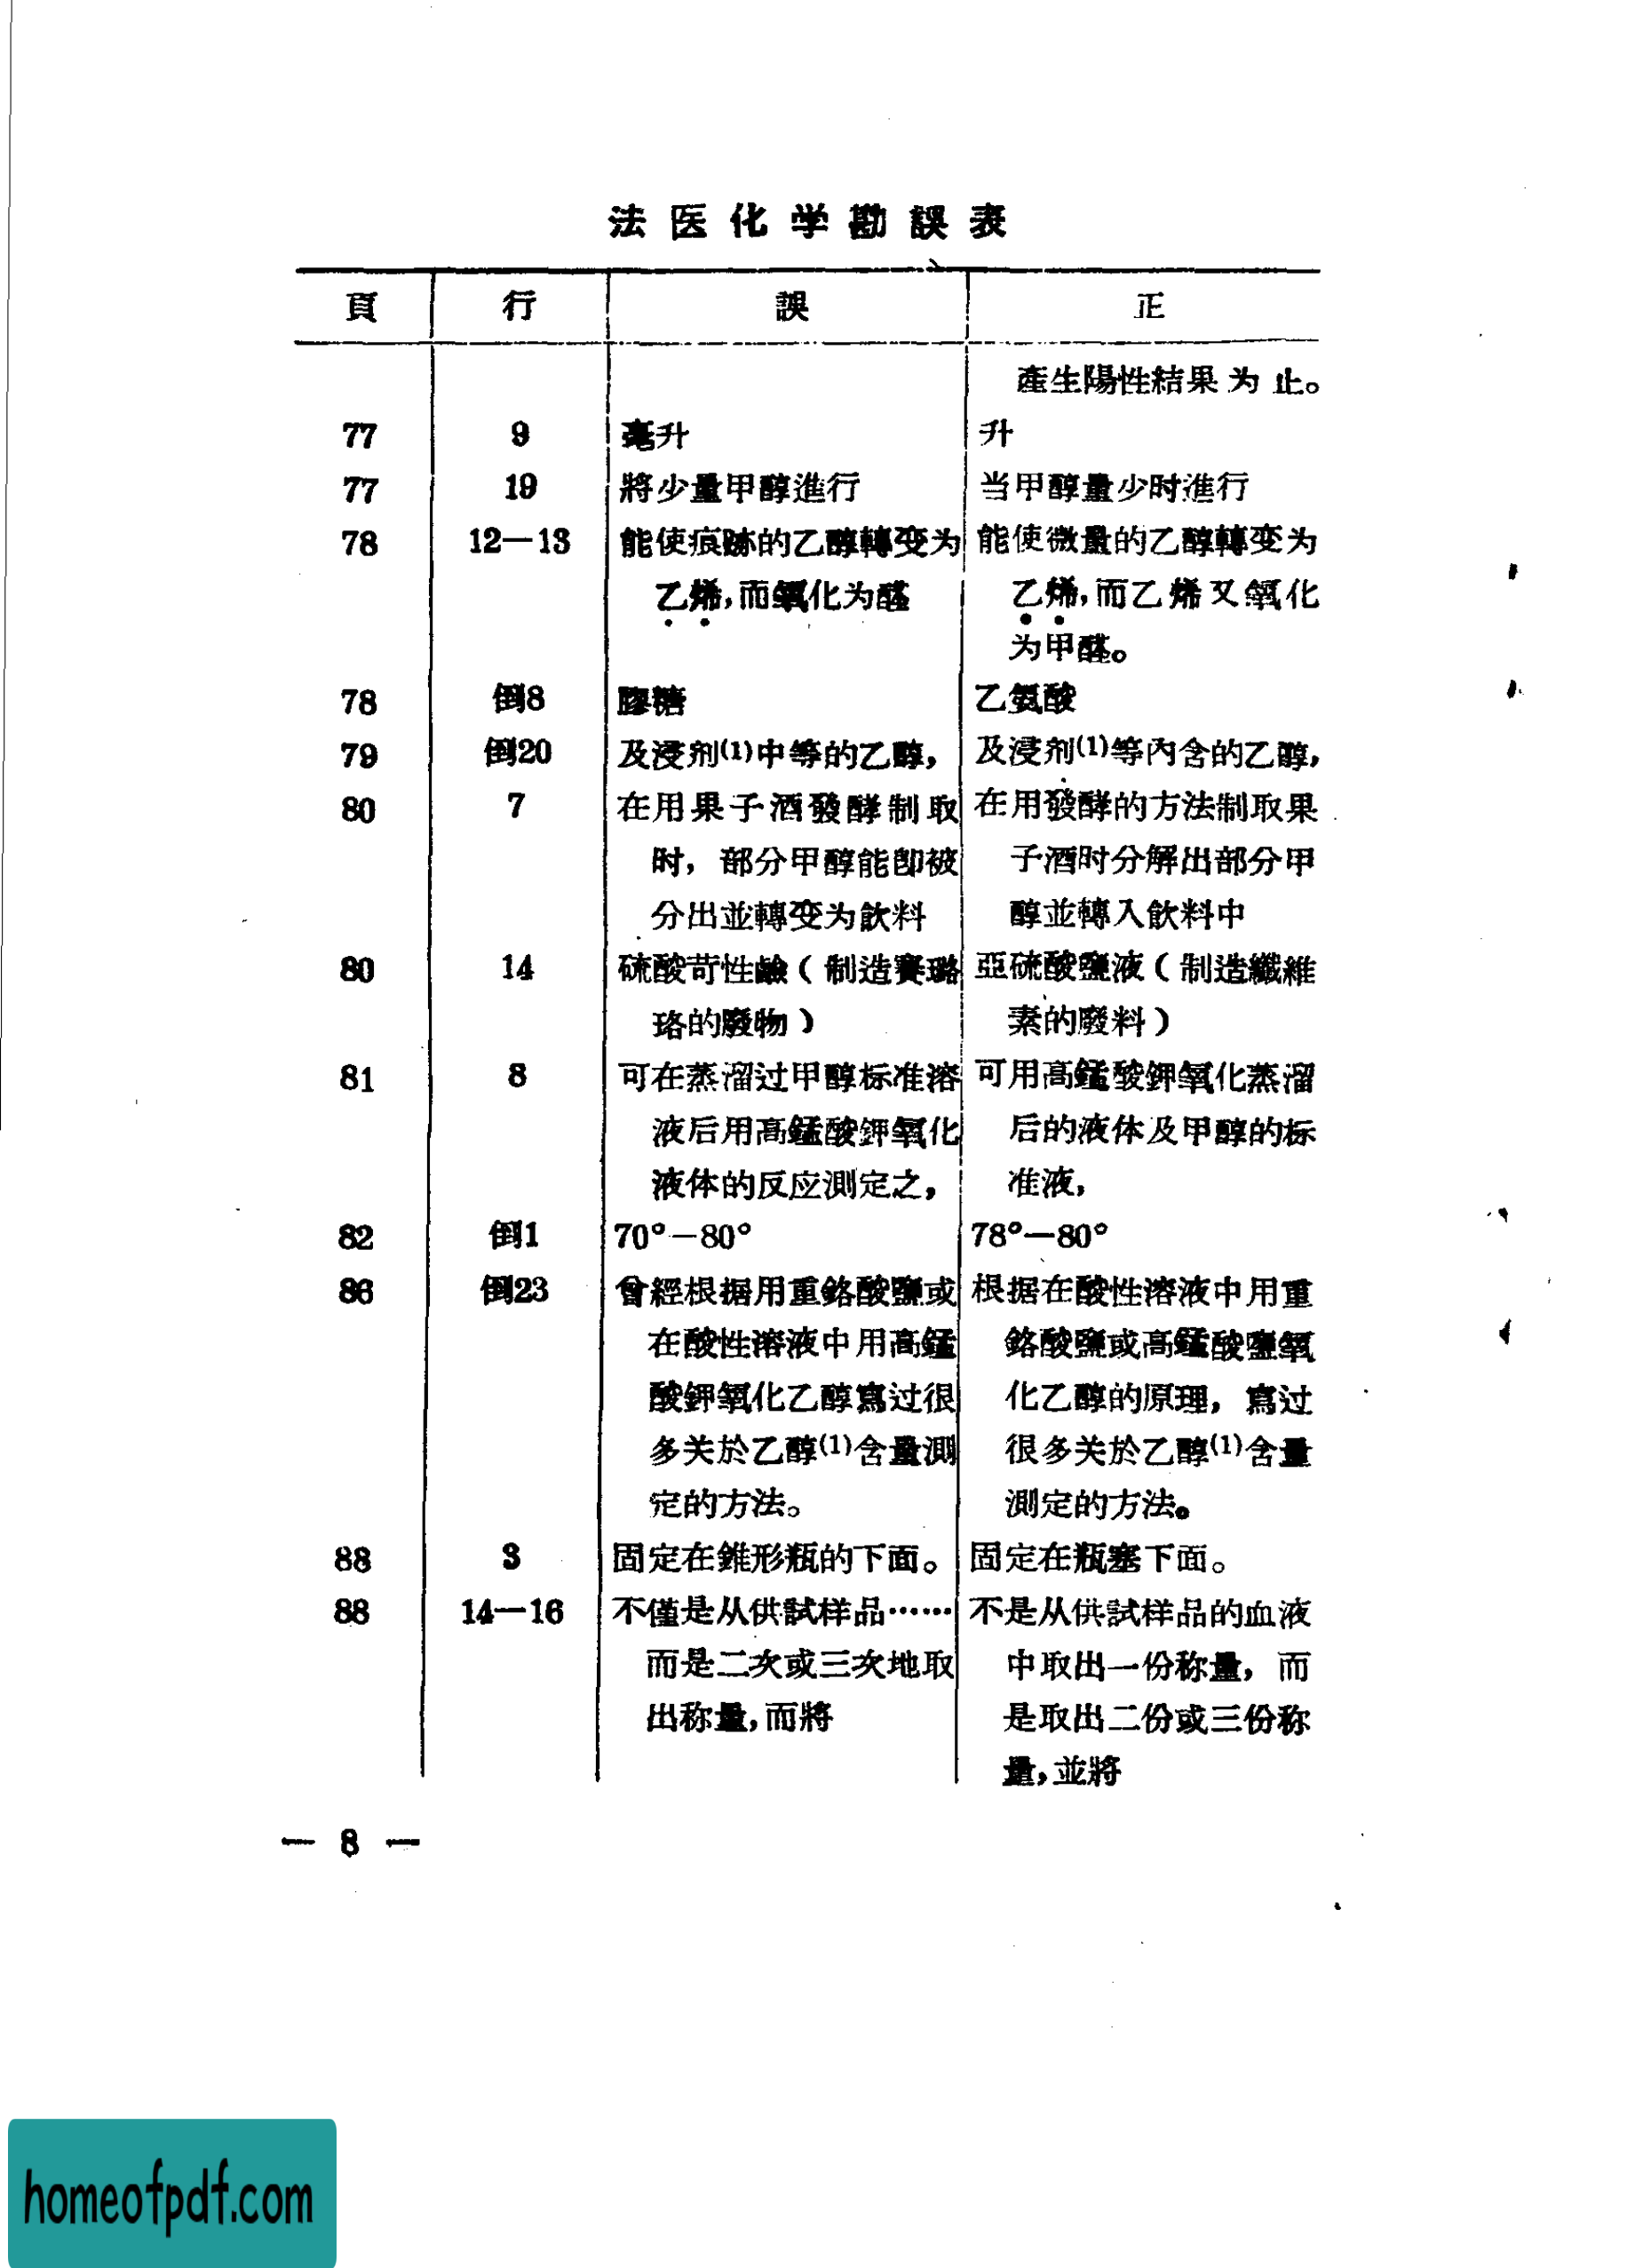 法医化学勘誤表
頁 行 誤 正
產生陽性結果为止。
77 9 毫升 升
77 19 將少量甲醇進行 当甲醇量少时進行
78 12—13 能使痕跡的乙醇轉变为 能使微量的乙醇轉变为
乙烯,而氧化为醛 乙烯,而乙烯又氧化
为甲醛。
78 倒8 膠糖 乙氨酸
79 倒20 及浸剂(1)中等的乙醇, 及浸剂(1)等內含的乙醇,
80 7 在用果子酒發酵制取 在用發酵的方法制取果
时,部分甲醇能卽被 子酒时分解出部分甲
分出並轉变为飲料 醇並轉入飲料中
80 14 硫酸苛性鹼(制造賽璐 亞硫酸鹽液(制造纖維
珞的廢物) 素的廢料)
81 8 可在蒸溜过甲醇标准溶 可用高錳酸鉀氧化蒸溜
液后用高錳酸鉀氧化 后的液体及甲醇的标
液体的反应測定之, 准液,
82 倒1 70°—80° 78°—80°
86 倒23 曾經根据用重鉻酸鹽或 根据在酸性溶液中用重
在酸性溶液中用高錳 鉻酸鹽或高錳酸鹽氧
酸鉀氧化乙醇寫过很 化乙醇的原理,寫过
多关於乙醇(1)含量測 很多关於乙醇(1)含量
定的方法。 測定的方法。
88 3 固定在錐形瓶的下面。 固定在瓶塞下面。
88 14—16 不僅是从供試样品…… 不是从供試样品的血液
而是二次或三次地取 中取出一份称量,而
出称量,而將 是取出二份或三份称
量,並將
— 8 —
homeofpdf.com